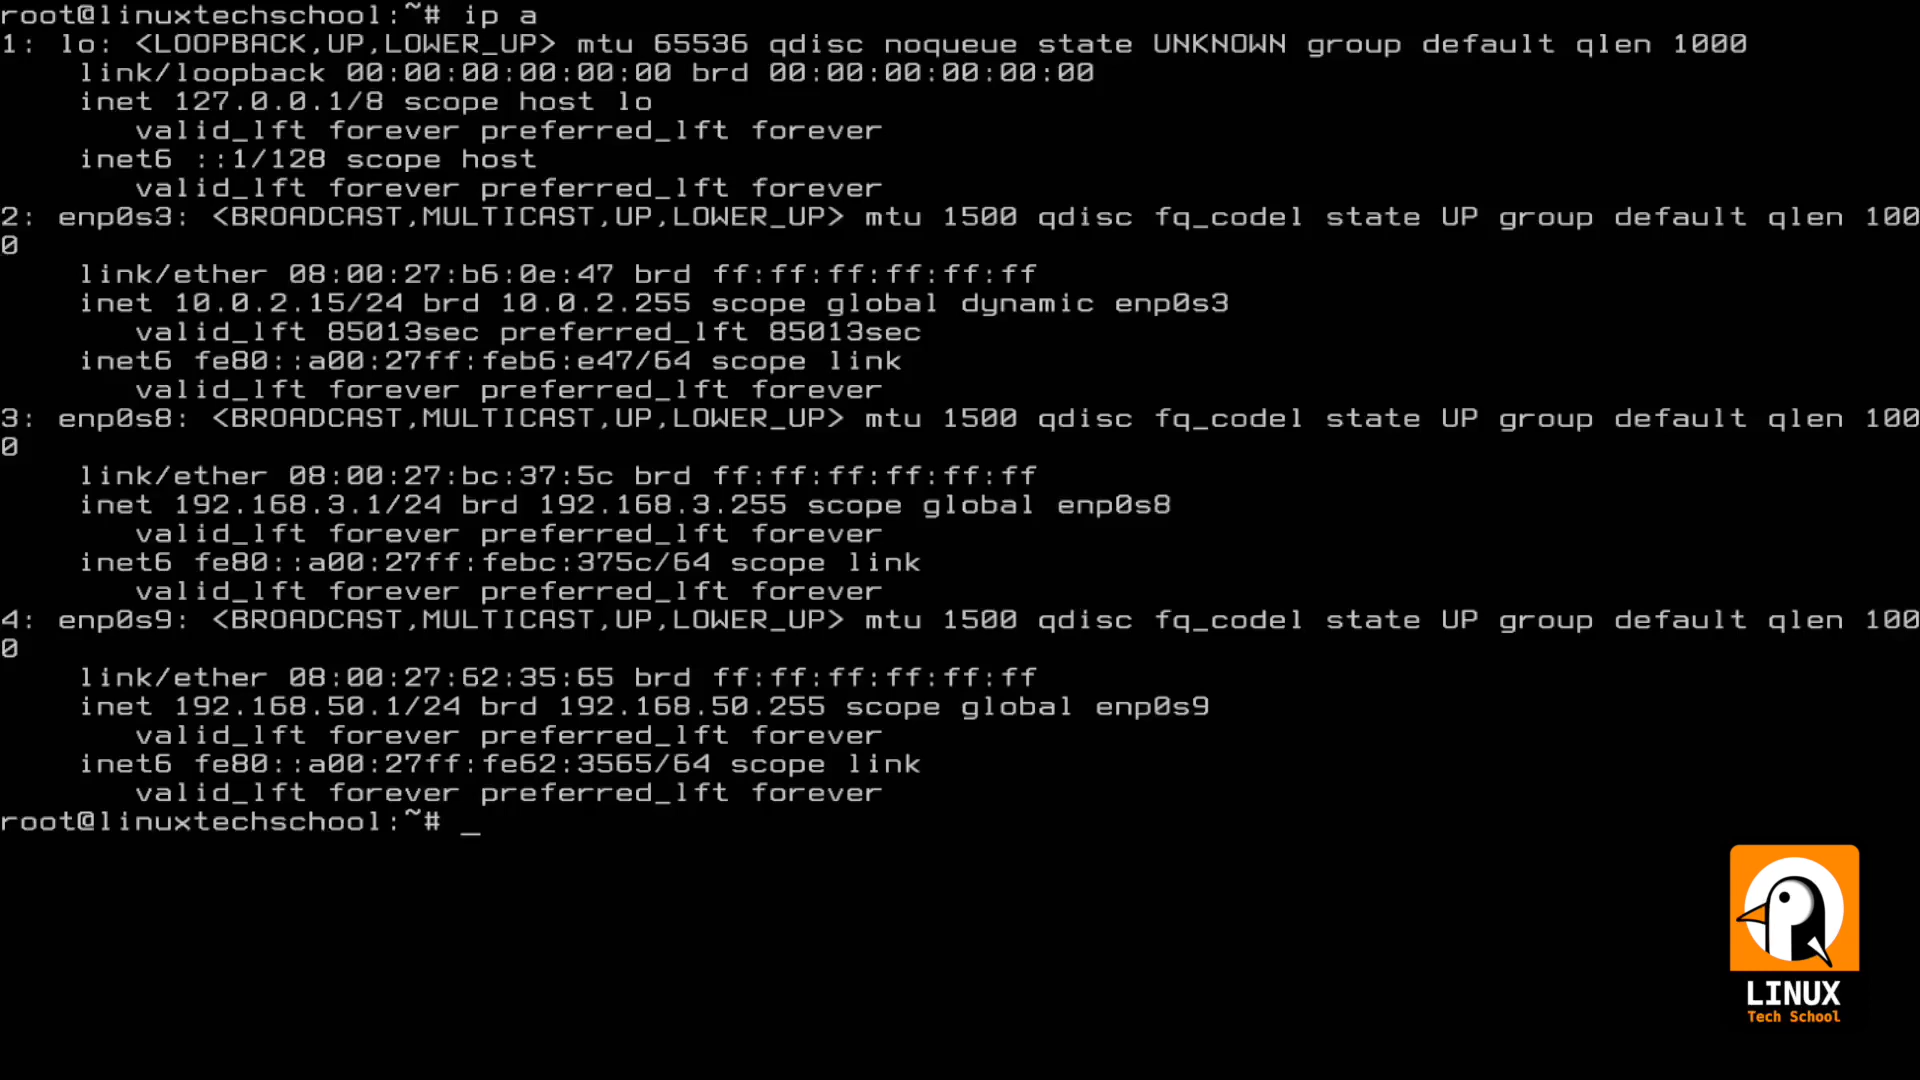 root@linuxtechschool:~# ip a
1: lo: <LOOPBACK,UP,LOWER_UP> mtu 65536 qdisc noqueue state UNKNOWN group default qlen 1000
    link/loopback 00:00:00:00:00:00 brd 00:00:00:00:00:00
    inet 127.0.0.1/8 scope host lo
       valid_lft forever preferred_lft forever
    inet6 ::1/128 scope host
       valid_lft forever preferred_lft forever
2: enp0s3: <BROADCAST,MULTICAST,UP,LOWER_UP> mtu 1500 qdisc fq_codel state UP group default qlen 100
0
    link/ether 08:00:27:b6:0e:47 brd ff:ff:ff:ff:ff:ff
    inet 10.0.2.15/24 brd 10.0.2.255 scope global dynamic enp0s3
       valid_lft 85013sec preferred_lft 85013sec
    inet6 fe80::a00:27ff:feb6:e47/64 scope link
       valid_lft forever preferred_lft forever
3: enp0s8: <BROADCAST,MULTICAST,UP,LOWER_UP> mtu 1500 qdisc fq_codel state UP group default qlen 100
0
    link/ether 08:00:27:bc:37:5c brd ff:ff:ff:ff:ff:ff
    inet 192.168.3.1/24 brd 192.168.3.255 scope global enp0s8
       valid_lft forever preferred_lft forever
    inet6 fe80::a00:27ff:febc:375c/64 scope link
       valid_lft forever preferred_lft forever
4: enp0s9: <BROADCAST,MULTICAST,UP,LOWER_UP> mtu 1500 qdisc fq_codel state UP group default qlen 100
0
    link/ether 08:00:27:62:35:65 brd ff:ff:ff:ff:ff:ff
    inet 192.168.50.1/24 brd 192.168.50.255 scope global enp0s9
       valid_lft forever preferred_lft forever
    inet6 fe80::a00:27ff:fe62:3565/64 scope link
       valid_lft forever preferred_lft forever
root@linuxtechschool:~# _
LINUX
Tech School